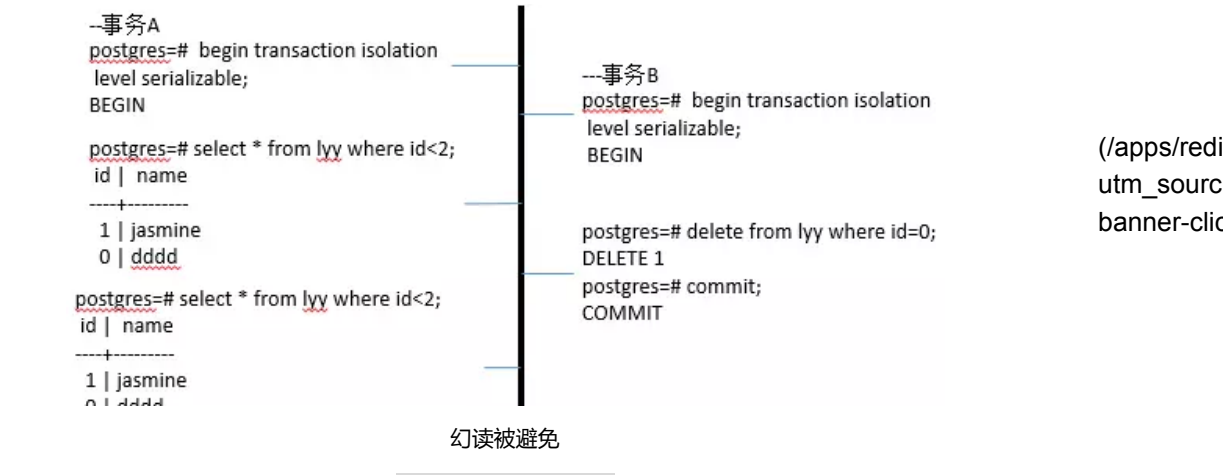 --事务A
postgres=#  begin transaction isolation
level serializable;
BEGIN
postgres=# select * from lyy where id<2;
id |  name
----+---------
1 | jasmine
0 | dddd
postgres=# select * from lyy where id<2;
id |  name
----+---------
1 | jasmine
0 | dddd
---事务B
postgres=#  begin transaction isolation
level serializable;
BEGIN
postgres=# delete from lyy where id=0;
DELETE 1
postgres=# commit;
COMMIT
(/apps/redi
utm_sourc
banner-clic
幻读被避免